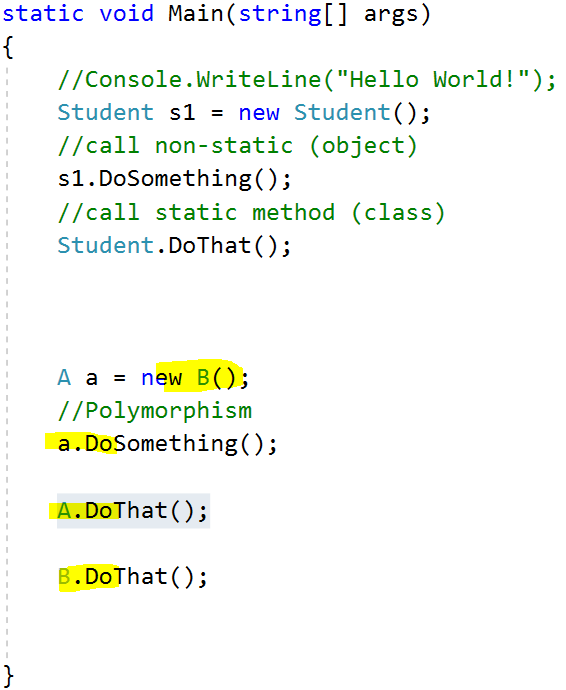 static void Main(string[] args)
{
//Console.WriteLine("Hello World!");
Student s1 = new Student();
//call non-static (object)
s1.DoSomething();
//call static method (class)
Student.DoThat();
A a = new B();
//Polymorphism
a.DoSomething();
A.DoThat();
B.DoThat();
}